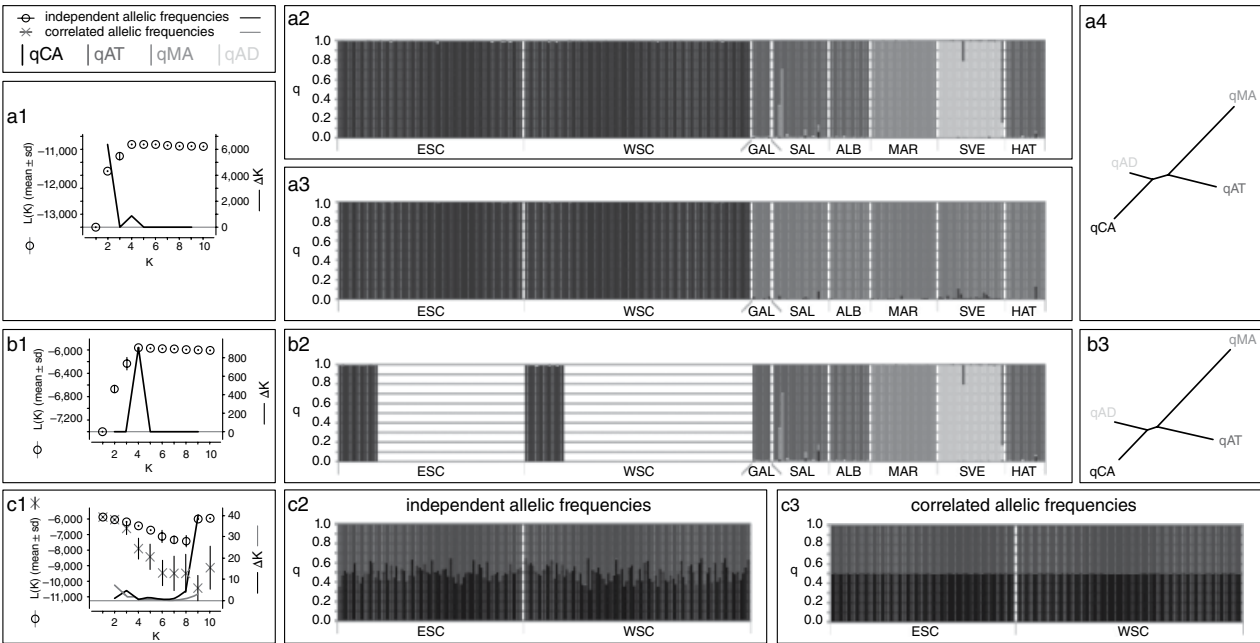 independent allelic frequencies
correlated allelic frequencies
qCA qAT qMA qAD
a1
L(K) (mean ± sd)
−11,000
−12,000
−13,000
6,000
4,000
2,000
0
ΔK
2 4 6 8 10
K
a2
q
1.0
0.8
0.6
0.4
0.2
0.0
ESC WSC GAL SAL ALB MAR SVE HAT
a3
q
1.0
0.8
0.6
0.4
0.2
0.0
ESC WSC GAL SAL ALB MAR SVE HAT
a4
qMA
qAD
qAT
qCA
b1
L(K) (mean ± sd)
−6,000
−6,400
−6,800
−7,200
800
600
400
200
0
ΔK
2 4 6 8 10
K
b2
q
1.0
0.8
0.6
0.4
0.2
0.0
ESC WSC GAL SAL ALB MAR SVE HAT
b3
qMA
qAD
qAT
qCA
c1
L(K) (mean ± sd)
−6,000
−7,000
−8,000
−9,000
−10,000
−11,000
40
30
20
10
0
ΔK
2 4 6 8 10
K
c2 independent allelic frequencies
q
1.0
0.8
0.6
0.4
0.2
0.0
ESC WSC
c3 correlated allelic frequencies
q
1.0
0.8
0.6
0.4
0.2
0.0
ESC WSC